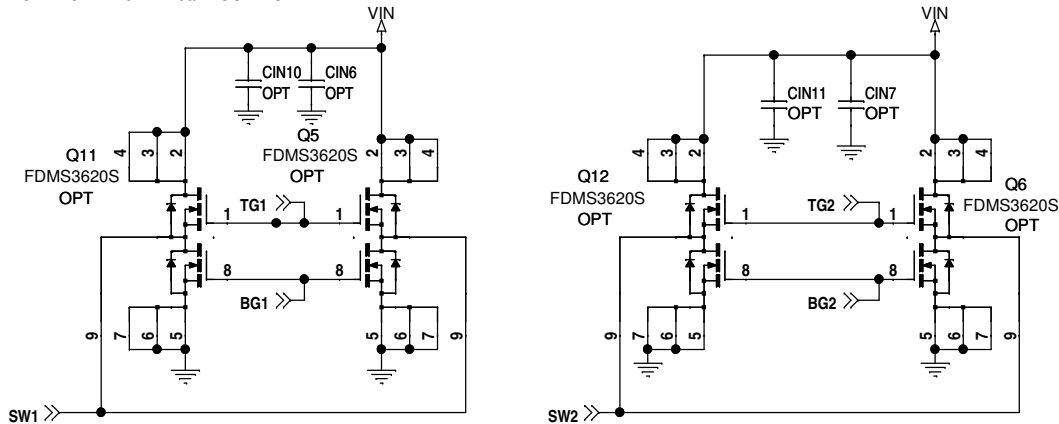 VIN
CIN10
OPT
CIN6
OPT
Q11
FDMS3620S
OPT
4
3
2
Q5
FDMS3620S
OPT
2
3
4
TG1
1
1
8
8
BG1
9
7
6
5
5
6
7
9
SW1
VIN
CIN11
OPT
CIN7
OPT
Q12
FDMS3620S
OPT
4
3
2
2
3
4
Q6
FDMS3620S
OPT
TG2
1
1
8
8
BG2
9
7
6
5
5
6
7
9
SW2